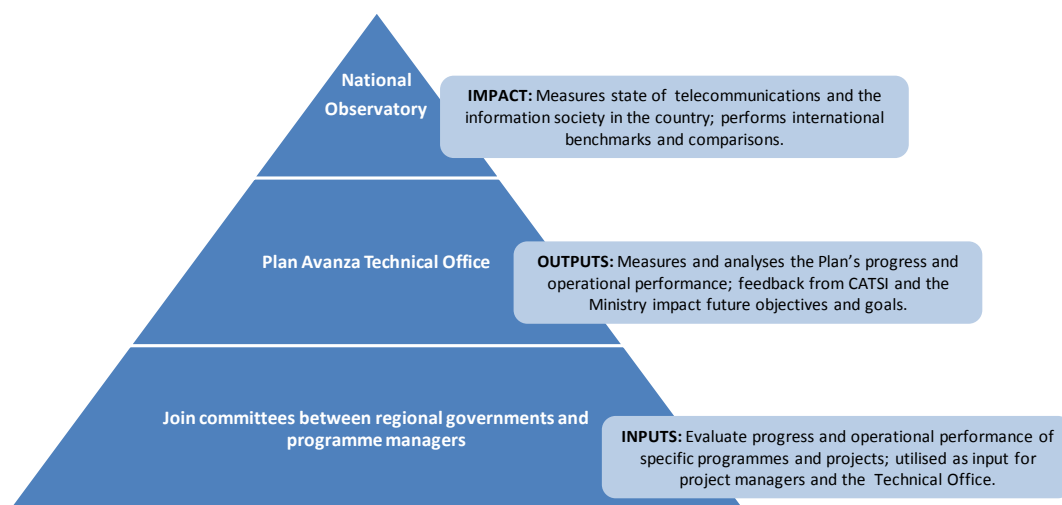 National
Observatory
IMPACT: Measures state of telecommunications and the
information society in the country; performs international
benchmarks and comparisons.
Plan Avanza Technical Office
OUTPUTS: Measures and analyses the Plan's progress and
operational performance; feedback from CATSI and the
Ministry impact future objectives and goals.
Join committees between regional governments and
programme managers
INPUTS: Evaluate progress and operational performance of
specific programmes and projects; utilised as input for
project managers and the Technical Office.